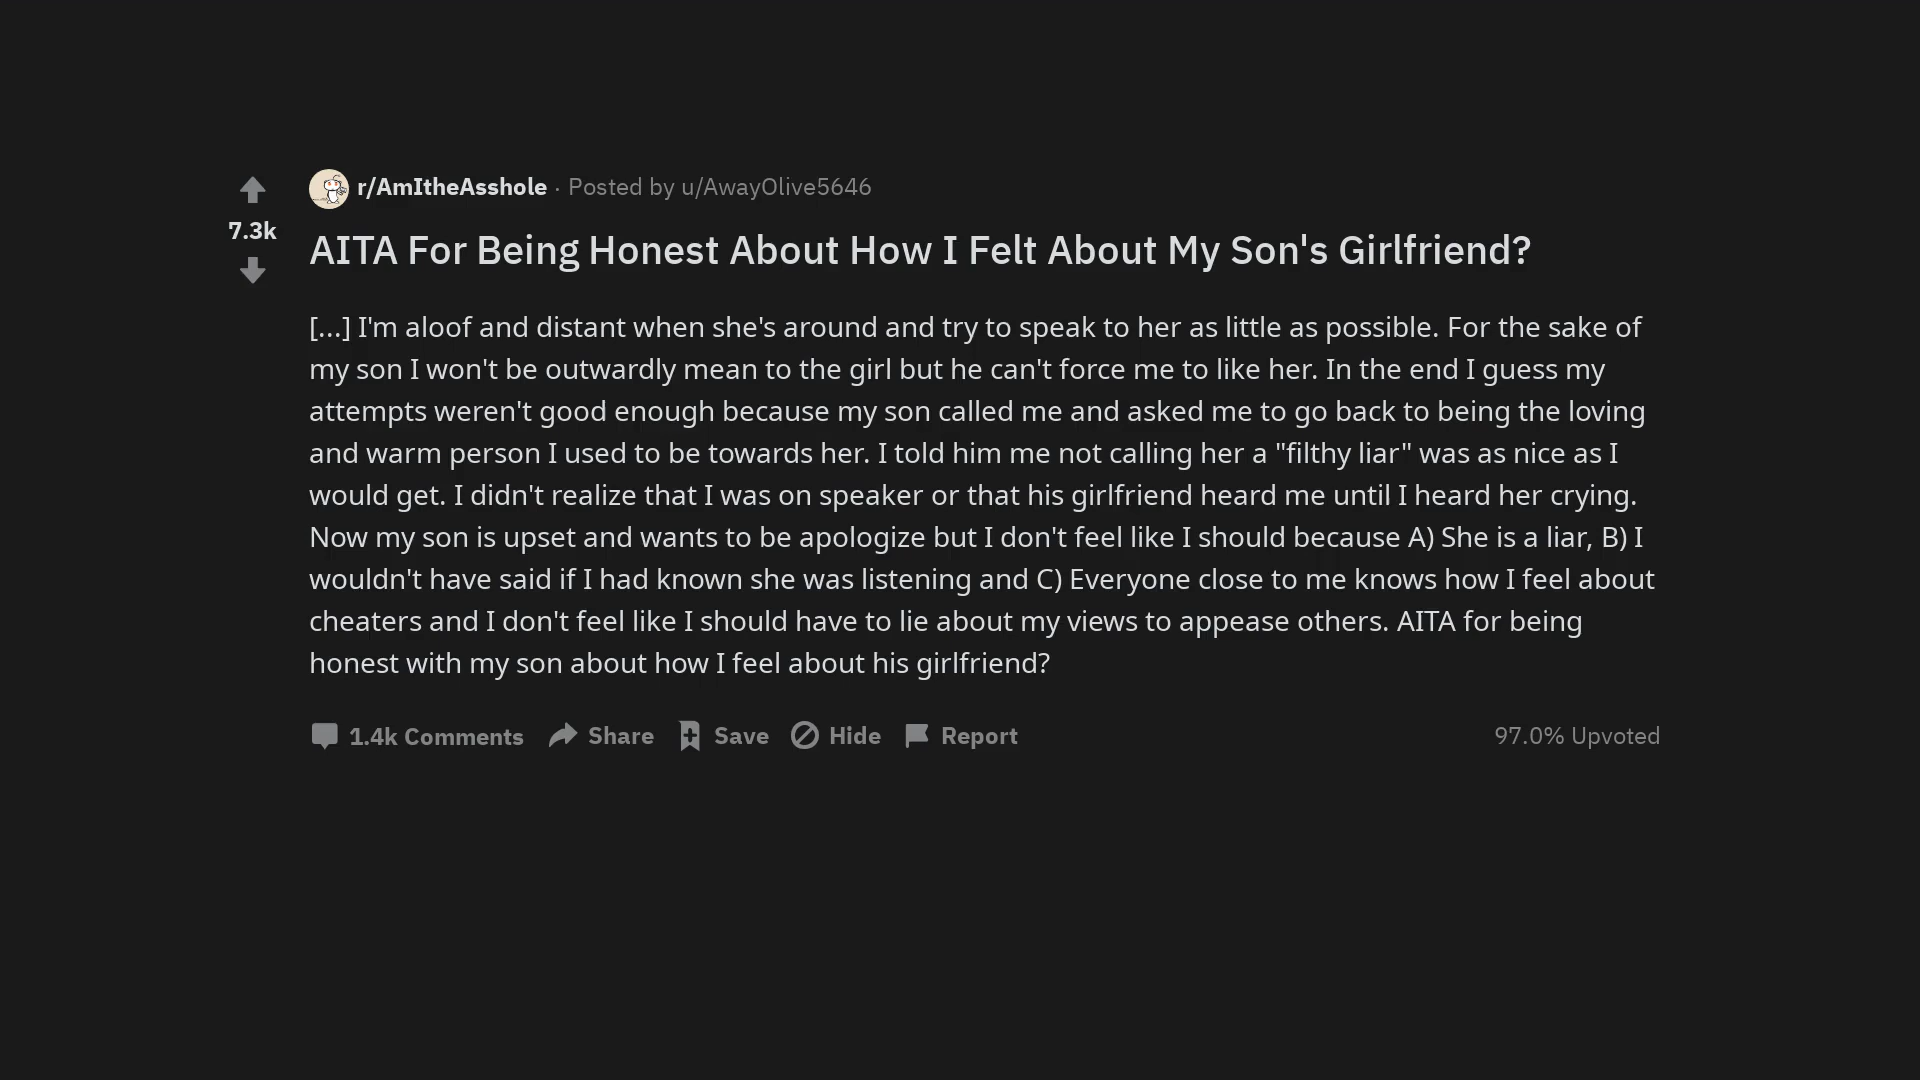 r/AmItheAsshole · Posted by u/AwayOlive5646
7.3k
AITA For Being Honest About How I Felt About My Son's Girlfriend?
[...] I'm aloof and distant when she's around and try to speak to her as little as possible. For the sake of
my son I won't be outwardly mean to the girl but he can't force me to like her. In the end I guess my
attempts weren't good enough because my son called me and asked me to go back to being the loving
and warm person I used to be towards her. I told him me not calling her a "filthy liar" was as nice as I
would get. I didn't realize that I was on speaker or that his girlfriend heard me until I heard her crying.
Now my son is upset and wants to be apologize but I don't feel like I should because A) She is a liar, B) I
wouldn't have said if I had known she was listening and C) Everyone close to me knows how I feel about
cheaters and I don't feel like I should have to lie about my views to appease others. AITA for being
honest with my son about how I feel about his girlfriend?
1.4k Comments Share Save Hide Report 97.0% Upvoted